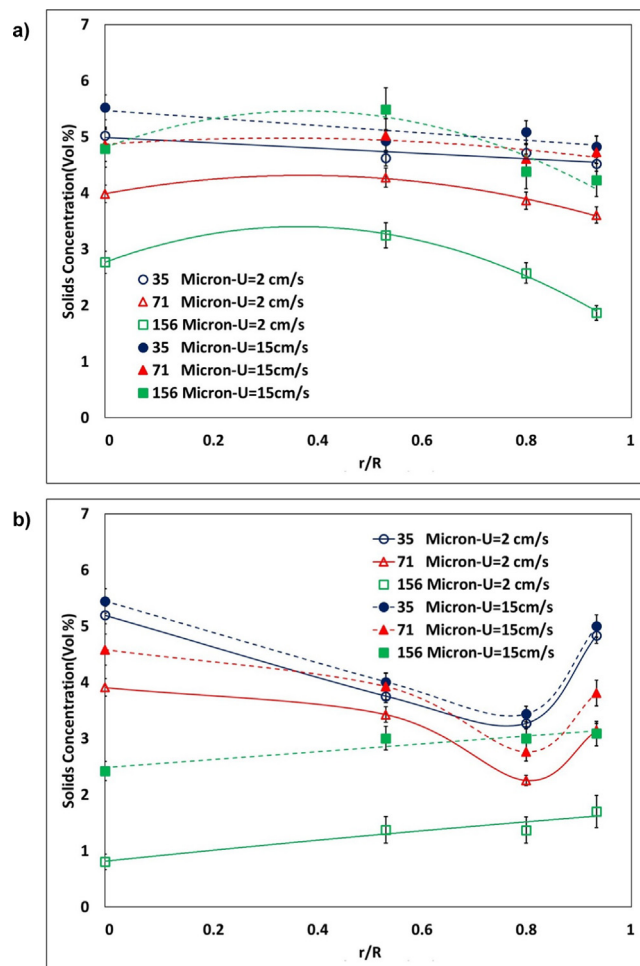 a)
7
6
5
4
3
2
1
0
Solids Concentration(Vol %)
35 Micron-U=2 cm/s
71 Micron-U=2 cm/s
156 Micron-U=2 cm/s
35 Micron-U=15cm/s
71 Micron-U=15cm/s
156 Micron-U=15cm/s
0 0.2 0.4 0.6 0.8 1
r/R
b)
7
6
5
4
3
2
1
0
Solids Concentration(Vol %)
35 Micron-U=2 cm/s
71 Micron-U=2 cm/s
156 Micron-U=2 cm/s
35 Micron-U=15cm/s
71 Micron-U=15cm/s
156 Micron-U=15cm/s
0 0.2 0.4 0.6 0.8 1
r/R